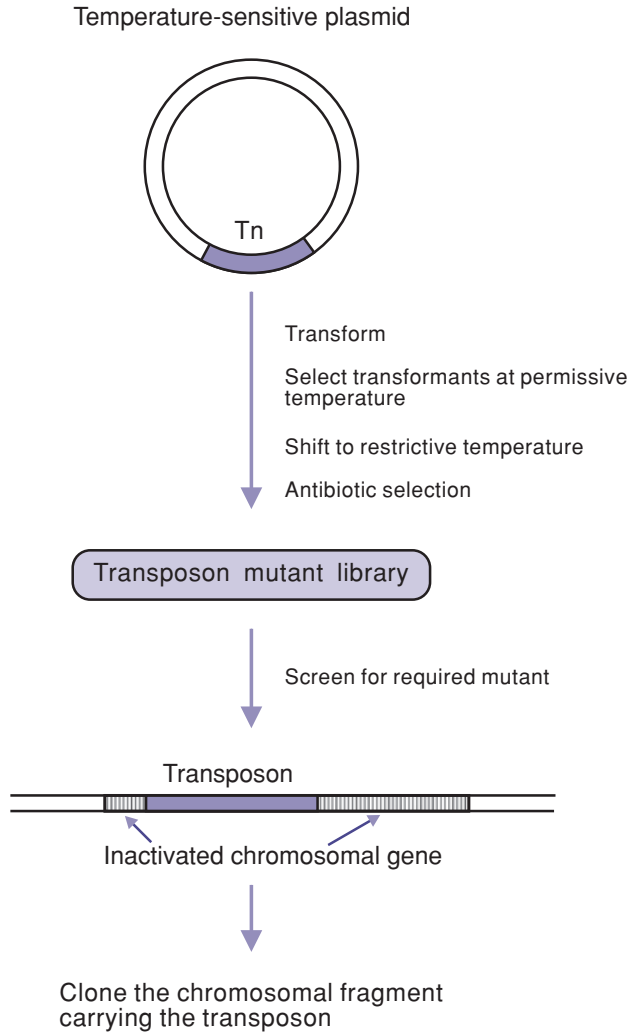 Temperature-sensitive plasmid
Tn
Transform
Select transformants at permissive
temperature
Shift to restrictive temperature
Antibiotic selection
Transposon mutant library
Screen for required mutant
Transposon
Inactivated chromosomal gene
Clone the chromosomal fragment
carrying the transposon